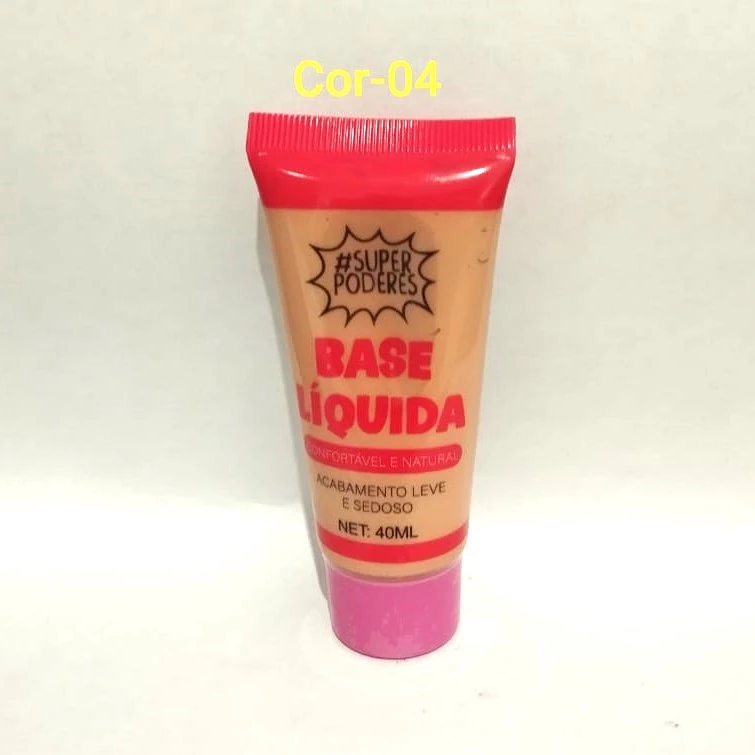 Cor-04
#SUPER
PODERES
BASE
LÍQUIDA
CONFORTÁVEL E NATURAL
ACABAMENTO LEVE
E SEDOSO
NET: 40ML